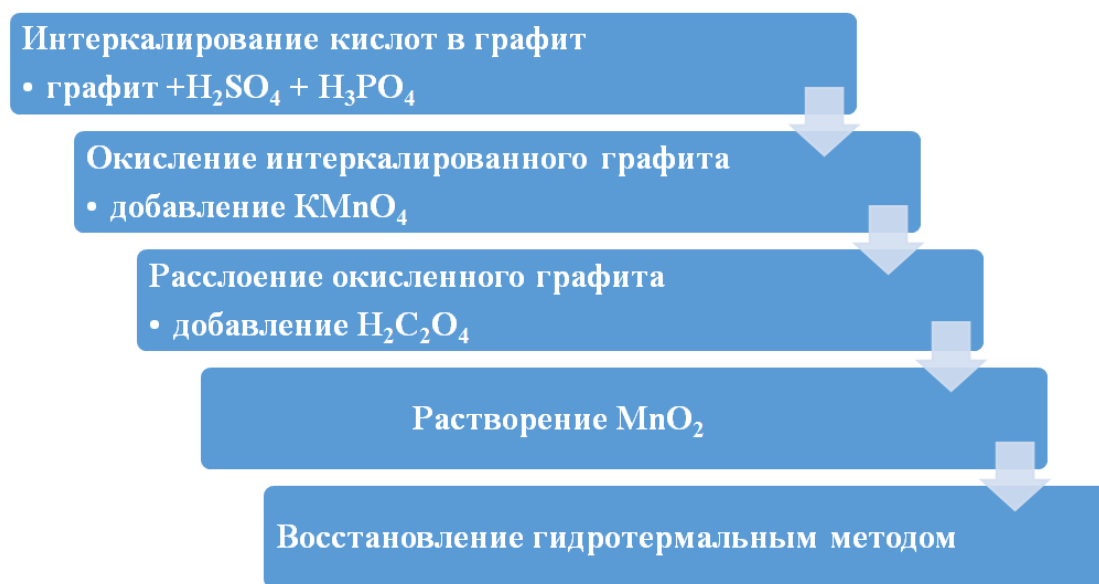 Интеркалирование кислот в графит
• графит +H₂SO₄ + H₃PO₄
Окисление интеркалированного графита
• добавление KMnO₄
Расслоение окисленного графита
• добавление H₂C₂O₄
Растворение MnO₂
Восстановление гидротермальным методом